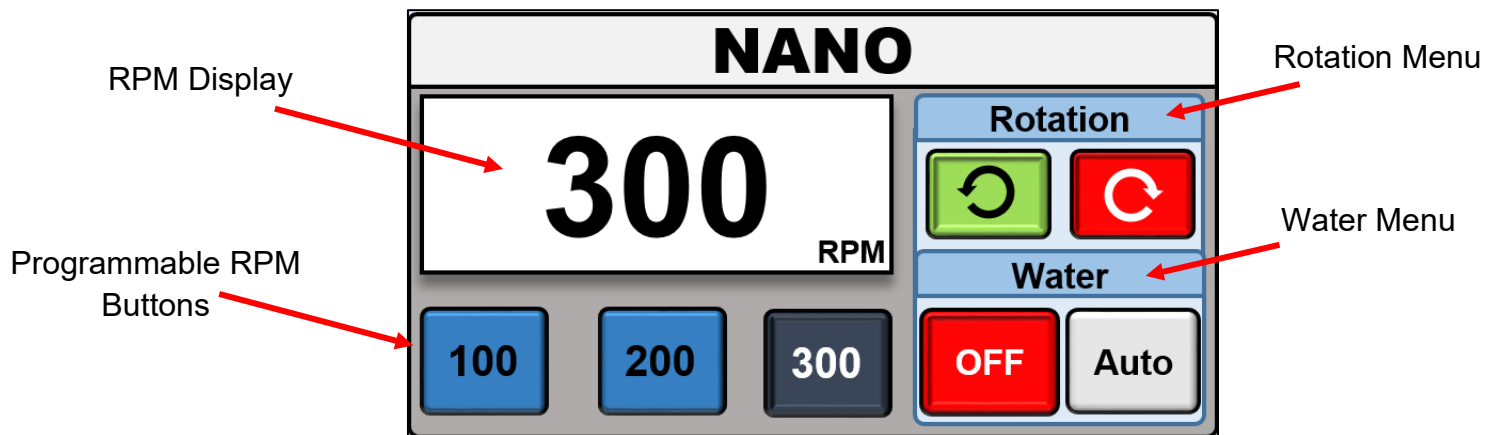 NANO
RPM Display
Rotation Menu
Rotation
300
RPM
Water Menu
Water
Programmable RPM
Buttons
100
200
300
OFF
Auto